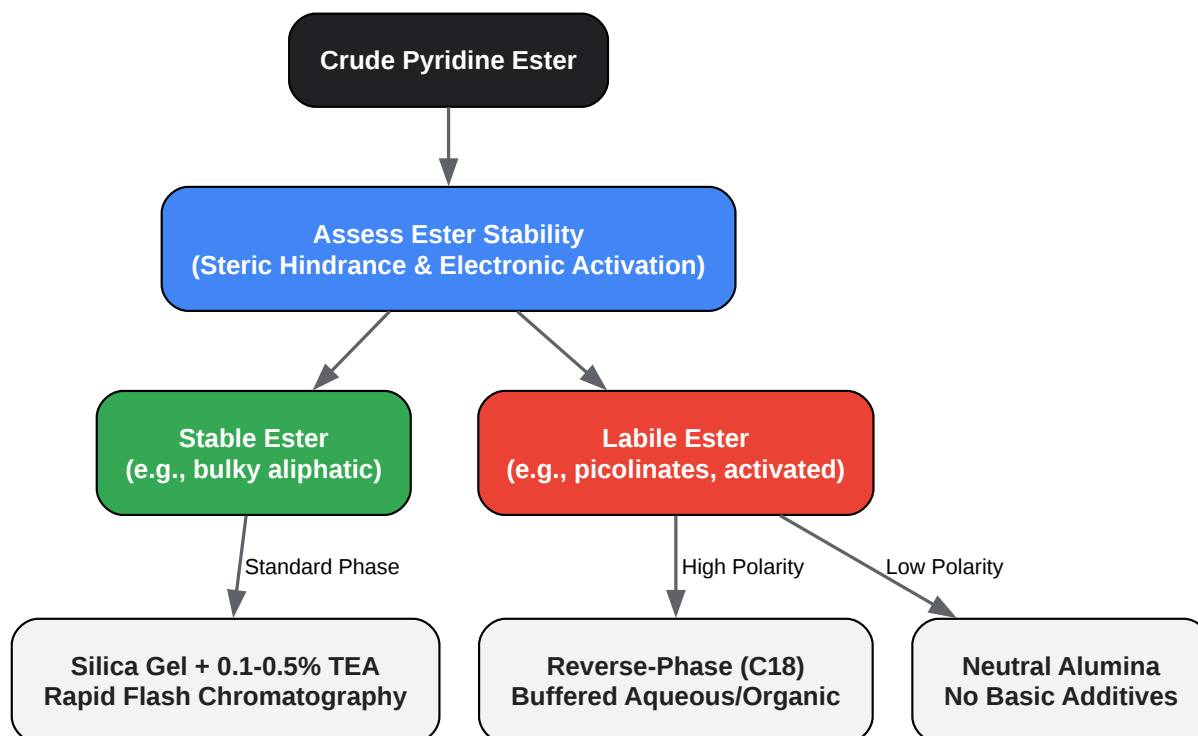 Crude Pyridine Ester
Assess Ester Stability
(Steric Hindrance & Electronic Activation)
Stable Ester
(e.g., bulky aliphatic)
Labile Ester
(e.g., picolinates, activated)
Standard Phase
High Polarity
Low Polarity
Silica Gel + 0.1-0.5% TEA
Rapid Flash Chromatography
Reverse-Phase (C18)
Buffered Aqueous/Organic
Neutral Alumina
No Basic Additives